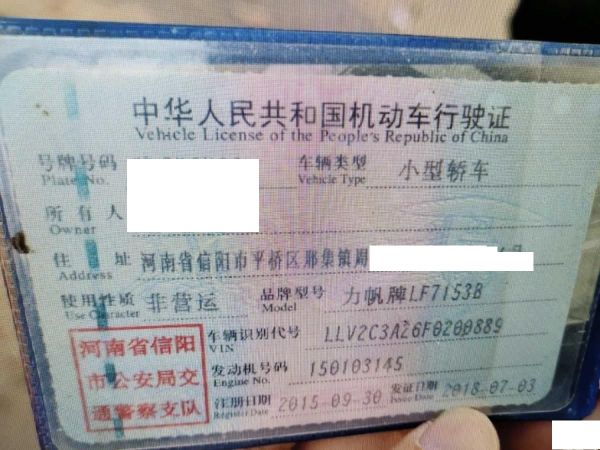 中华人民共和国机动车行驶证
Vehicle License of the People's Republic of China
号牌号码 车辆类型 小型轿车
Plate No. Vehicle Type
所有人
Owner
住址 河南省信阳市平桥区邢集镇周
Address
使用性质 非营运 品牌型号 力帆牌LF7153B
Use Character Model
河南省信阳
市公安局交
通警察支队
车辆识别代号 LLV2C3A26F0200889
VIN
发动机号码 150103145
Engine No.
注册日期 2015-09-30 发证日期 2018-07-03
Register Date Issue Date